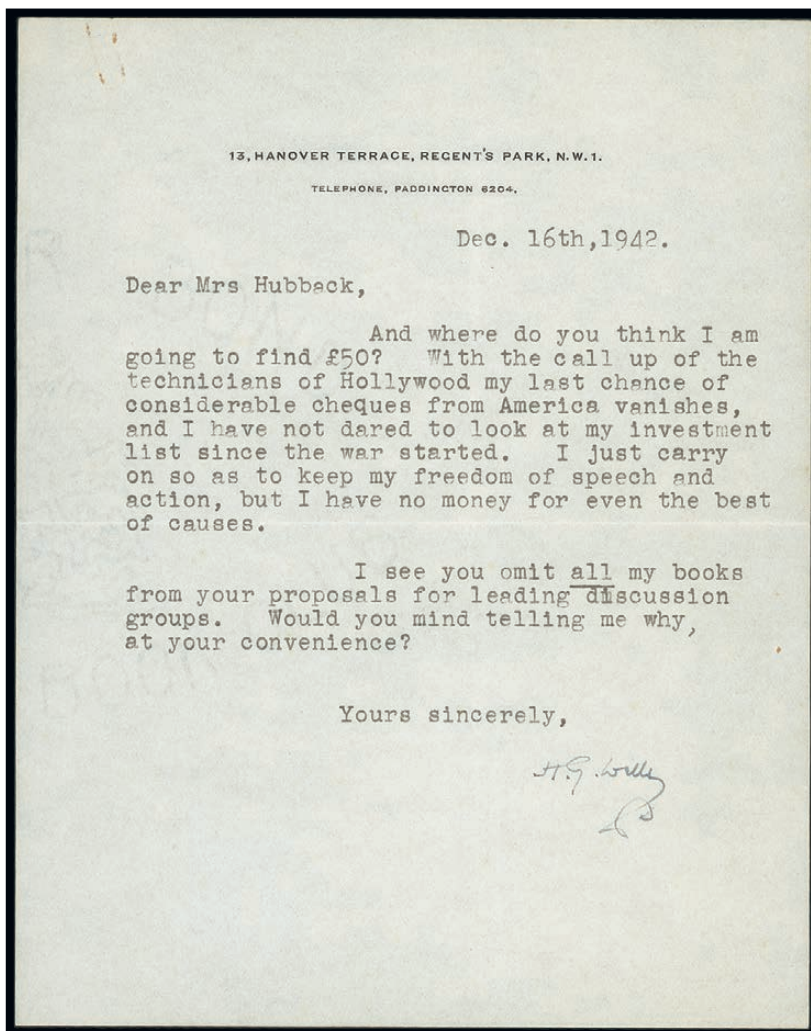 13, HANOVER TERRACE, REGENT'S PARK, N.W.1.
TELEPHONE, PADDINGTON 6204.
Dec. 16th,1942.
Dear Mrs Hubback,
And where do you think I am
going to find £50? With the call up of the
technicians of Hollywood my last chance of
considerable cheques from America vanishes,
and I have not dared to look at my investment
list since the war started. I just carry
on so as to keep my freedom of speech and
action, but I have no money for even the best
of causes.
I see you omit all my books
from your proposals for leading discussion
groups. Would you mind telling me why,
at your convenience?
Yours sincerely,
H.G. Wells